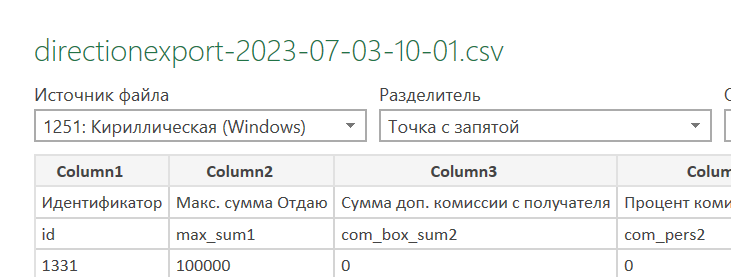 directionexport-2023-07-03-10-01.csv
Источник файла Разделитель
1251: Кириллическая (Windows) Точка с запятой
Column1 Column2 Column3 Colum
Идентификатор Макс. сумма Отдаю Сумма доп. комиссии с получателя Процент коми
id max_sum1 com_box_sum2 com_pers2
1331 100000 0 0